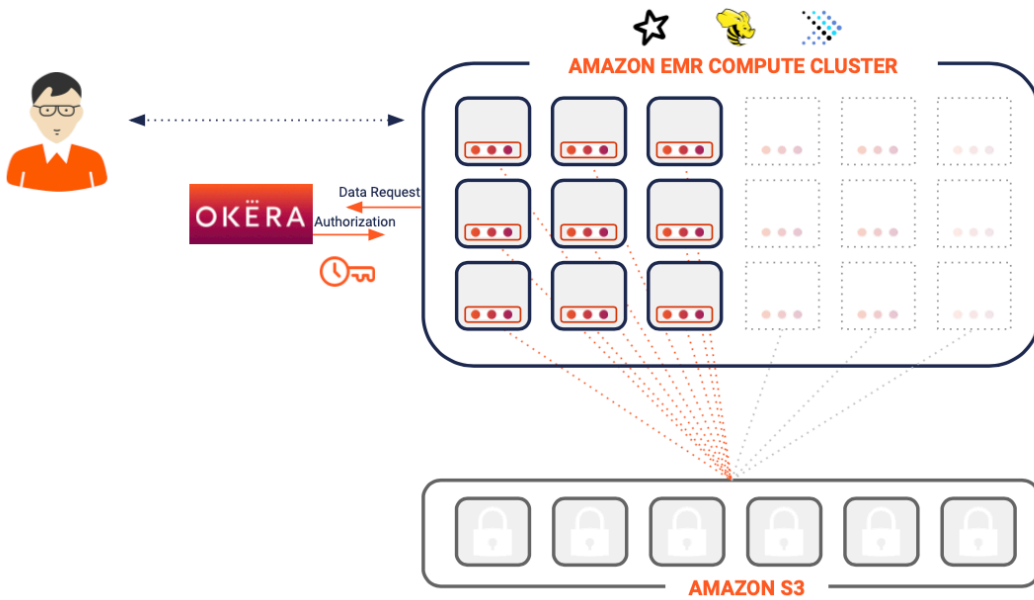 AMAZON EMR COMPUTE CLUSTER
Data Request
OKËRA
Authorization
AMAZON S3